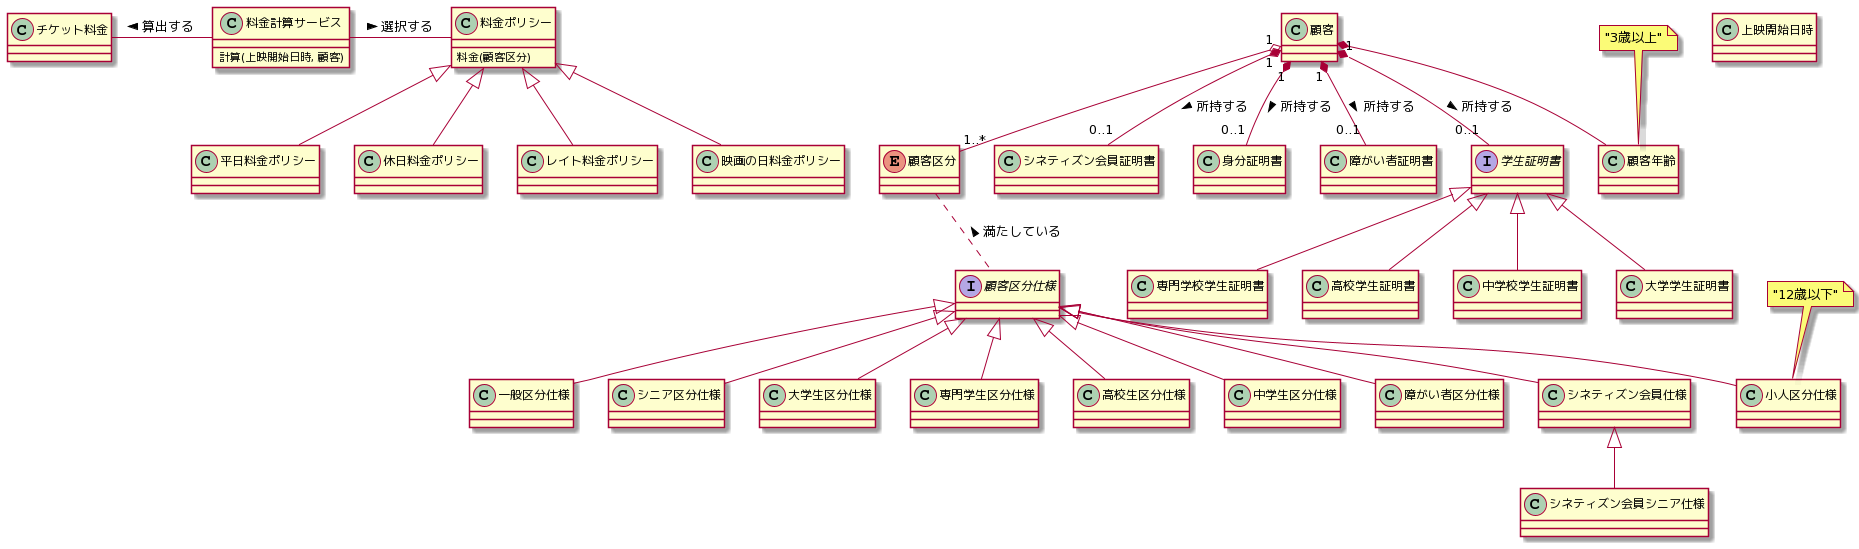 C チケット料金
算出する
C 料金計算サービス
計算(上映開始日時, 顧客)
選択する
C 料金ポリシー
料金(顧客区分)
C 顧客
"3歳以上"
C 上映開始日時
1
1
1
1
1
所持する
所持する
所持する
所持する
1..*
0..1
0..1
0..1
0..1
C 平日料金ポリシー
C 休日料金ポリシー
C レイト料金ポリシー
C 映画の日料金ポリシー
E 顧客区分
C シネティズン会員証明書
C 身分証明書
C 障がい者証明書
I 学生証明書
C 顧客年齢
満たしている
I 顧客区分仕様
C 専門学校学生証明書
C 高校学生証明書
C 中学校学生証明書
C 大学学生証明書
"12歳以下"
C 一般区分仕様
C シニア区分仕様
C 大学生区分仕様
C 専門学生区分仕様
C 高校生区分仕様
C 中学生区分仕様
C 障がい者区分仕様
C シネティズン会員仕様
C 小人区分仕様
C シネティズン会員シニア仕様